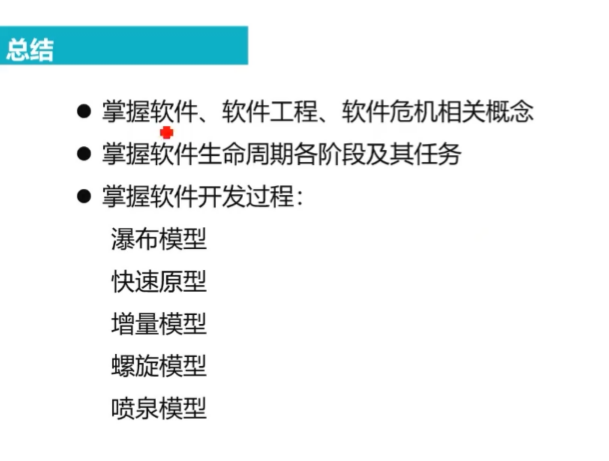 总结
● 掌握软件、软件工程、软件危机相关概念
● 掌握软件生命周期各阶段及其任务
● 掌握软件开发过程：
瀑布模型
快速原型
增量模型
螺旋模型
喷泉模型